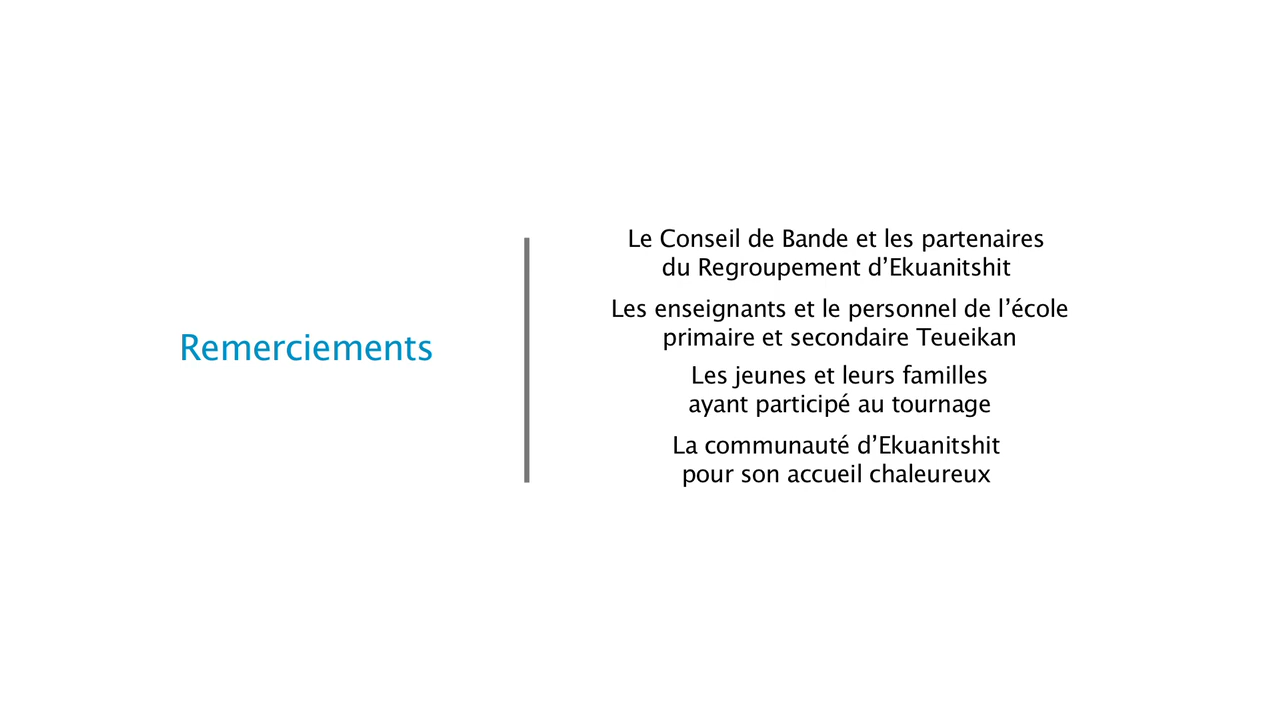 Remerciements
Le Conseil de Bande et les partenaires
du Regroupement d’Ekuanitshit
Les enseignants et le personnel de l’école
primaire et secondaire Teueikan
Les jeunes et leurs familles
ayant participé au tournage
La communauté d’Ekuanitshit
pour son accueil chaleureux